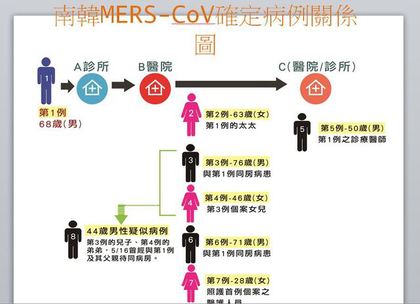 南韓MERS-CoV確定病例關係
圖
A診所
B醫院
C(醫院/診所)
1
第1例
68歲(男)
2
第2例-63歲(女)
第1例的太太
5
第5例-50歲(男)
第1例之診療醫師
3
第3例-76歲(男)
與第1例同房病患
4
第4例-46歲(女)
第3例個案女兒
8
44歲男性疑似病例
第3例的兒子、第4例的
弟弟，5/16曾經與第1例
及其父親待同病房。
6
第6例-71歲(男)
與第1例同房病患
7
第7例-28歲(女)
照護首例個案之
醫護人員